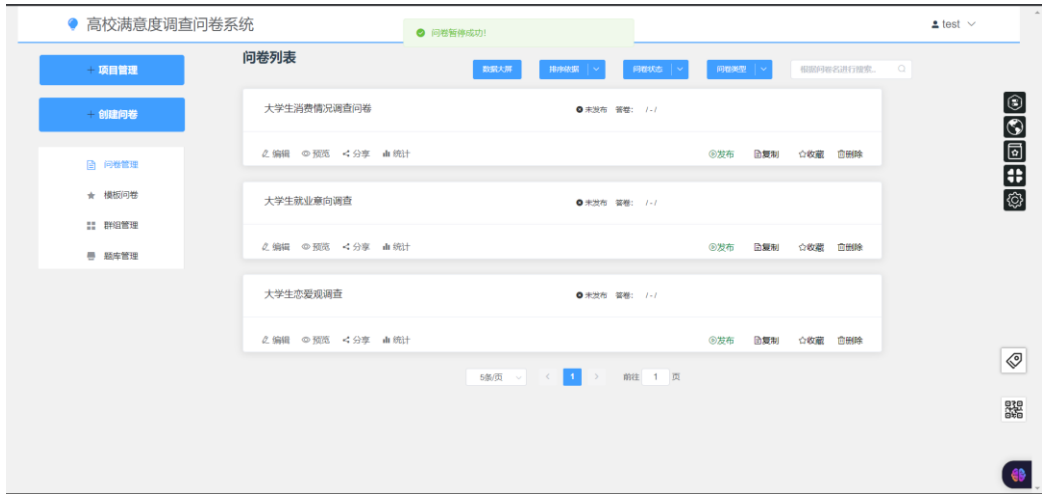 高校满意度调查问卷系统
问卷暂停成功!
test
项目管理
创建问卷
问卷管理
模板问卷
群组管理
题库管理
问卷列表
数据大屏 排序依据 问卷状态 问卷类型 根据问卷名进行搜索...
大学生消费情况调查问卷 未发布 答卷: /-/
编辑 预览 分享 统计 发布 复制 收藏 删除
大学生就业意向调查 未发布 答卷: /-/
编辑 预览 分享 统计 发布 复制 收藏 删除
大学生恋爱观调查 未发布 答卷: /-/
编辑 预览 分享 统计 发布 复制 收藏 删除
5条/页 1 前往 1 页